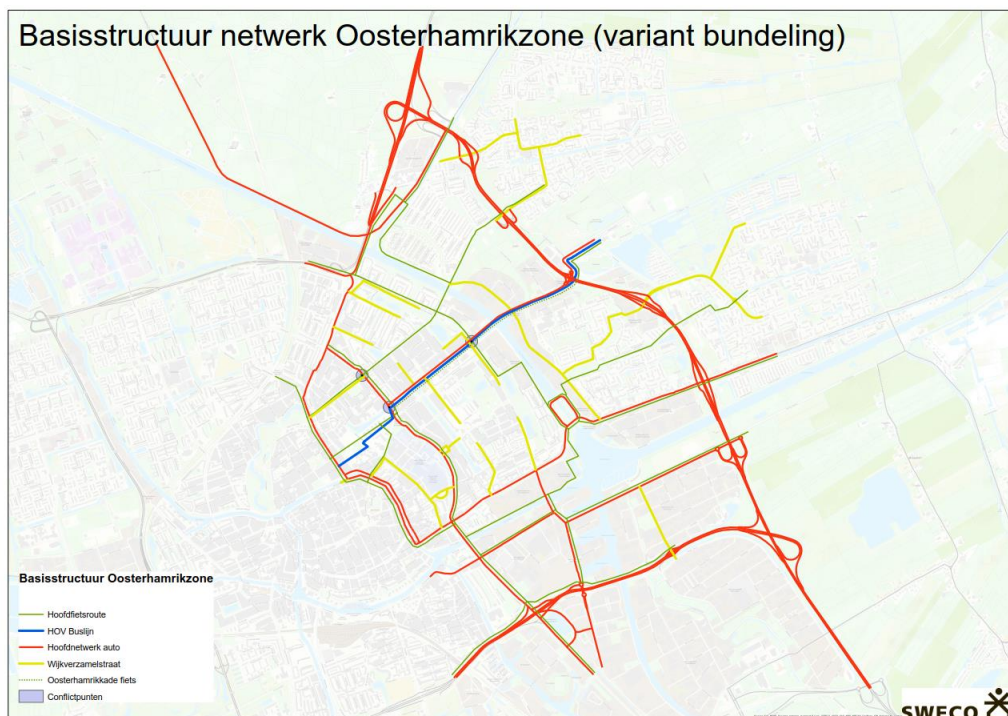 Basisstructuur netwerk Oosterhamrikzone (variant bundeling)
Basisstructuur Oosterhamrikzone
Hoofdfietsroute
HOV Buslijn
Hoofdnetwerk auto
Wijkverzamelstraat
Oosterhamrikkade fiets
Conflictpunten
SWECO